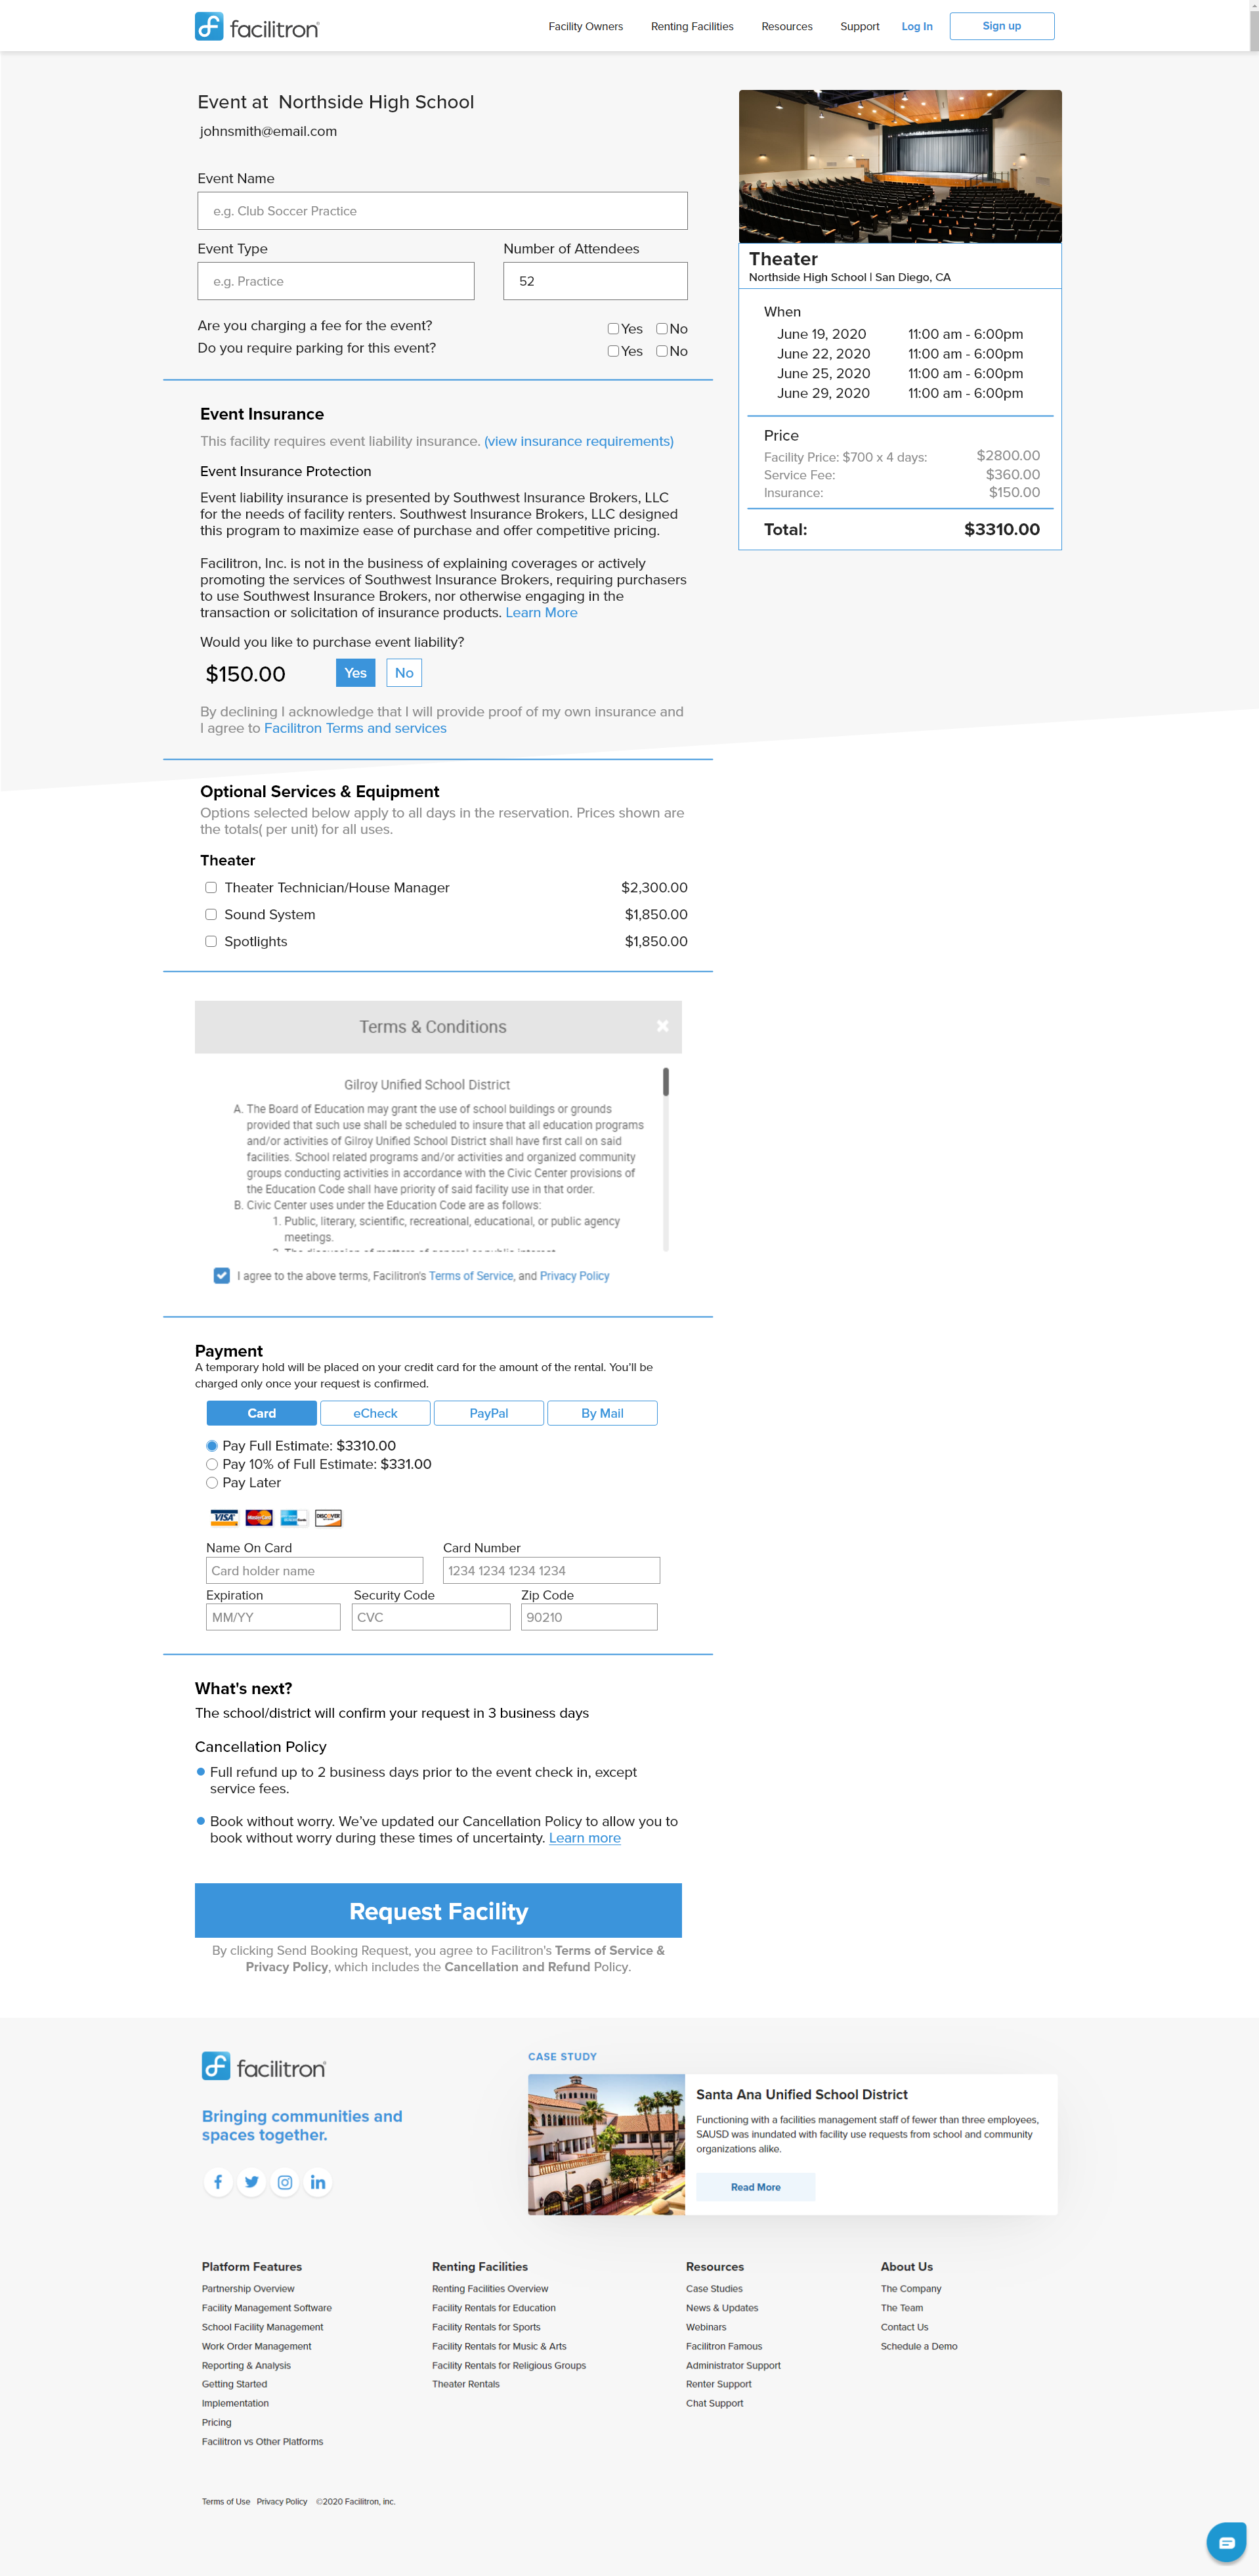 facilitron
Facility Owners
Renting Facilities
Resources
Support
Log In
Sign up
Event at Northside High School
johnsmith@email.com
Event Name
e.g. Club Soccer Practice
Event Type
Number of Attendees
e.g. Practice
52
Are you charging a fee for the event?
Yes No
Do you require parking for this event?
Yes No
Theater
Northside High School | San Diego, CA
When
June 19, 2020 11:00 am - 6:00pm
June 22, 2020 11:00 am - 6:00pm
June 25, 2020 11:00 am - 6:00pm
June 29, 2020 11:00 am - 6:00pm
Price
Facility Price: $700 x 4 days: $2800.00
Service Fee: $360.00
Insurance: $150.00
Total: $3310.00
Event Insurance
This facility requires event liability insurance. (view insurance requirements)
Event Insurance Protection
Event liability insurance is presented by Southwest Insurance Brokers, LLC
for the needs of facility renters. Southwest Insurance Brokers, LLC designed
this program to maximize ease of purchase and offer competitive pricing.
Facilitron, Inc. is not in the business of explaining coverages or actively
promoting the services of Southwest Insurance Brokers, requiring purchasers
to use Southwest Insurance Brokers, nor otherwise engaging in the
transaction or solicitation of insurance products. Learn More
Would you like to purchase event liability?
$150.00
Yes
No
By declining I acknowledge that I will provide proof of my own insurance and
I agree to Facilitron Terms and services
Optional Services & Equipment
Options selected below apply to all days in the reservation. Prices shown are
the totals( per unit) for all uses.
Theater
Theater Technician/House Manager $2,300.00
Sound System $1,850.00
Spotlights $1,850.00
Terms & Conditions
Gilroy Unified School District
A. The Board of Education may grant the use of school buildings or grounds
provided that such use shall be scheduled to insure that all education programs
and/or activities of Gilroy Unified School District shall have first call on said
facilities. School related programs and/or activities and organized community
groups conducting activities in accordance with the Civic Center provisions of
the Education Code shall have priority of said facility use in that order.
B. Civic Center uses under the Education Code are as follows:
1. Public, literary, scientific, recreational, educational, or public agency
meetings.
2. The discussion of matters of general or public interest.
I agree to the above terms, Facilitron's Terms of Service, and Privacy Policy
Payment
A temporary hold will be placed on your credit card for the amount of the rental. You'll be
charged only once your request is confirmed.
Card
eCheck
PayPal
By Mail
Pay Full Estimate: $3310.00
Pay 10% of Full Estimate: $331.00
Pay Later
VISA MasterCard DISCOVER
Name On Card
Card Number
Card holder name
1234 1234 1234 1234
Expiration
Security Code
Zip Code
MM/YY
CVC
90210
What's next?
The school/district will confirm your request in 3 business days
Cancellation Policy
Full refund up to 2 business days prior to the event check in, except
service fees.
Book without worry. We've updated our Cancellation Policy to allow you to
book without worry during these times of uncertainty. Learn more
Request Facility
By clicking Send Booking Request, you agree to Facilitron's Terms of Service &
Privacy Policy, which includes the Cancellation and Refund Policy.
facilitron
Bringing communities and
spaces together.
CASE STUDY
Santa Ana Unified School District
Functioning with a facilities management staff of fewer than three employees,
SAUSD was inundated with facility use requests from school and community
organizations alike.
Read More
Platform Features
Partnership Overview
Facility Management Software
School Facility Management
Work Order Management
Reporting & Analysis
Getting Started
Implementation
Pricing
Facilitron vs Other Platforms
Renting Facilities
Renting Facilities Overview
Facility Rentals for Education
Facility Rentals for Sports
Facility Rentals for Music & Arts
Facility Rentals for Religious Groups
Theater Rentals
Resources
Case Studies
News & Updates
Webinars
Facilitron Famous
Administrator Support
Renter Support
Chat Support
About Us
The Company
The Team
Contact Us
Schedule a Demo
Terms of Use Privacy Policy ©2020 Facilitron, inc.